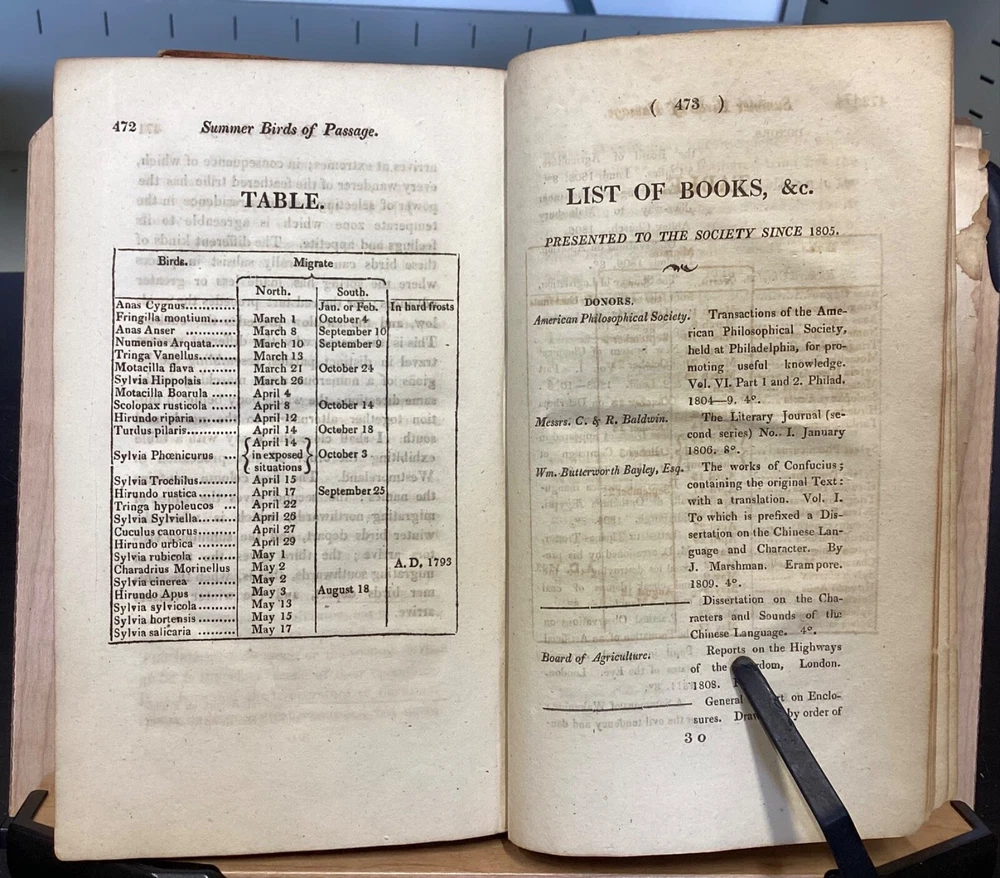 472 Summer Birds of Passage.
TABLE.
Birds. Migrate
North. South.
Anas Cygnus........... Jan. or Feb. In hard frosts
Fringilla montium...... March 1 October 4
Anas Anser ............ March 8 September 10
Numenius Arquata...... March 10 September 9
Tringa Vanellus......... March 13
Motacilla flava ......... March 21 October 24
Sylvia Hippolais ........ March 26
Motacilla Boarula ...... April 4
Scolopax rusticola ...... April 8 October 14
Hirundo riparia ......... April 12
Turdus pilaris............ April 14 October 18
Sylvia Phœnicurus ... { April 14 in exposed situations } October 3
Sylvia Trochilus......... April 15
Hirundo rustica......... April 17 September 25
Tringa hypoleucos ... April 22
Sylvia Sylviella......... April 26
Cuculus canorus......... April 27
Hirundo urbica ......... April 29
Sylvia rubicola ......... May 1
Charadrius Morinellus May 2 A. D, 1793
Sylvia cinerea ......... May 2
Hirundo Apus ......... May 3 August 18
Sylvia sylvicola......... May 13
Sylvia hortensis......... May 15
Sylvia salicaria ......... May 17
( 473 )
LIST OF BOOKS, &c.
PRESENTED TO THE SOCIETY SINCE 1805.
DONORS.
American Philosophical Society. Transactions of the Ame-
rican Philosophical Society,
held at Philadelphia, for pro-
moting useful knowledge.
Vol. VI. Part 1 and 2. Philad.
1804—9. 4°.
Messrs. C. & R. Baldwin. The Literary Journal (se-
cond series) No.. I. January
1806. 8°.
Wm. Butterworth Bayley, Esq. The works of Confucius;
containing the original Text:
with a translation. Vol. I.
To which is prefixed a Dis-
sertation on the Chinese Lan-
guage and Character. By
J. Marshman. Erampore.
1809. 4°.
Dissertation on the Cha-
racters and Sounds of the
Chinese Language. 4°.
Board of Agriculture. Reports on the Highways
of the London.
1808.
General on Enclo-
sures. by order of
3 O